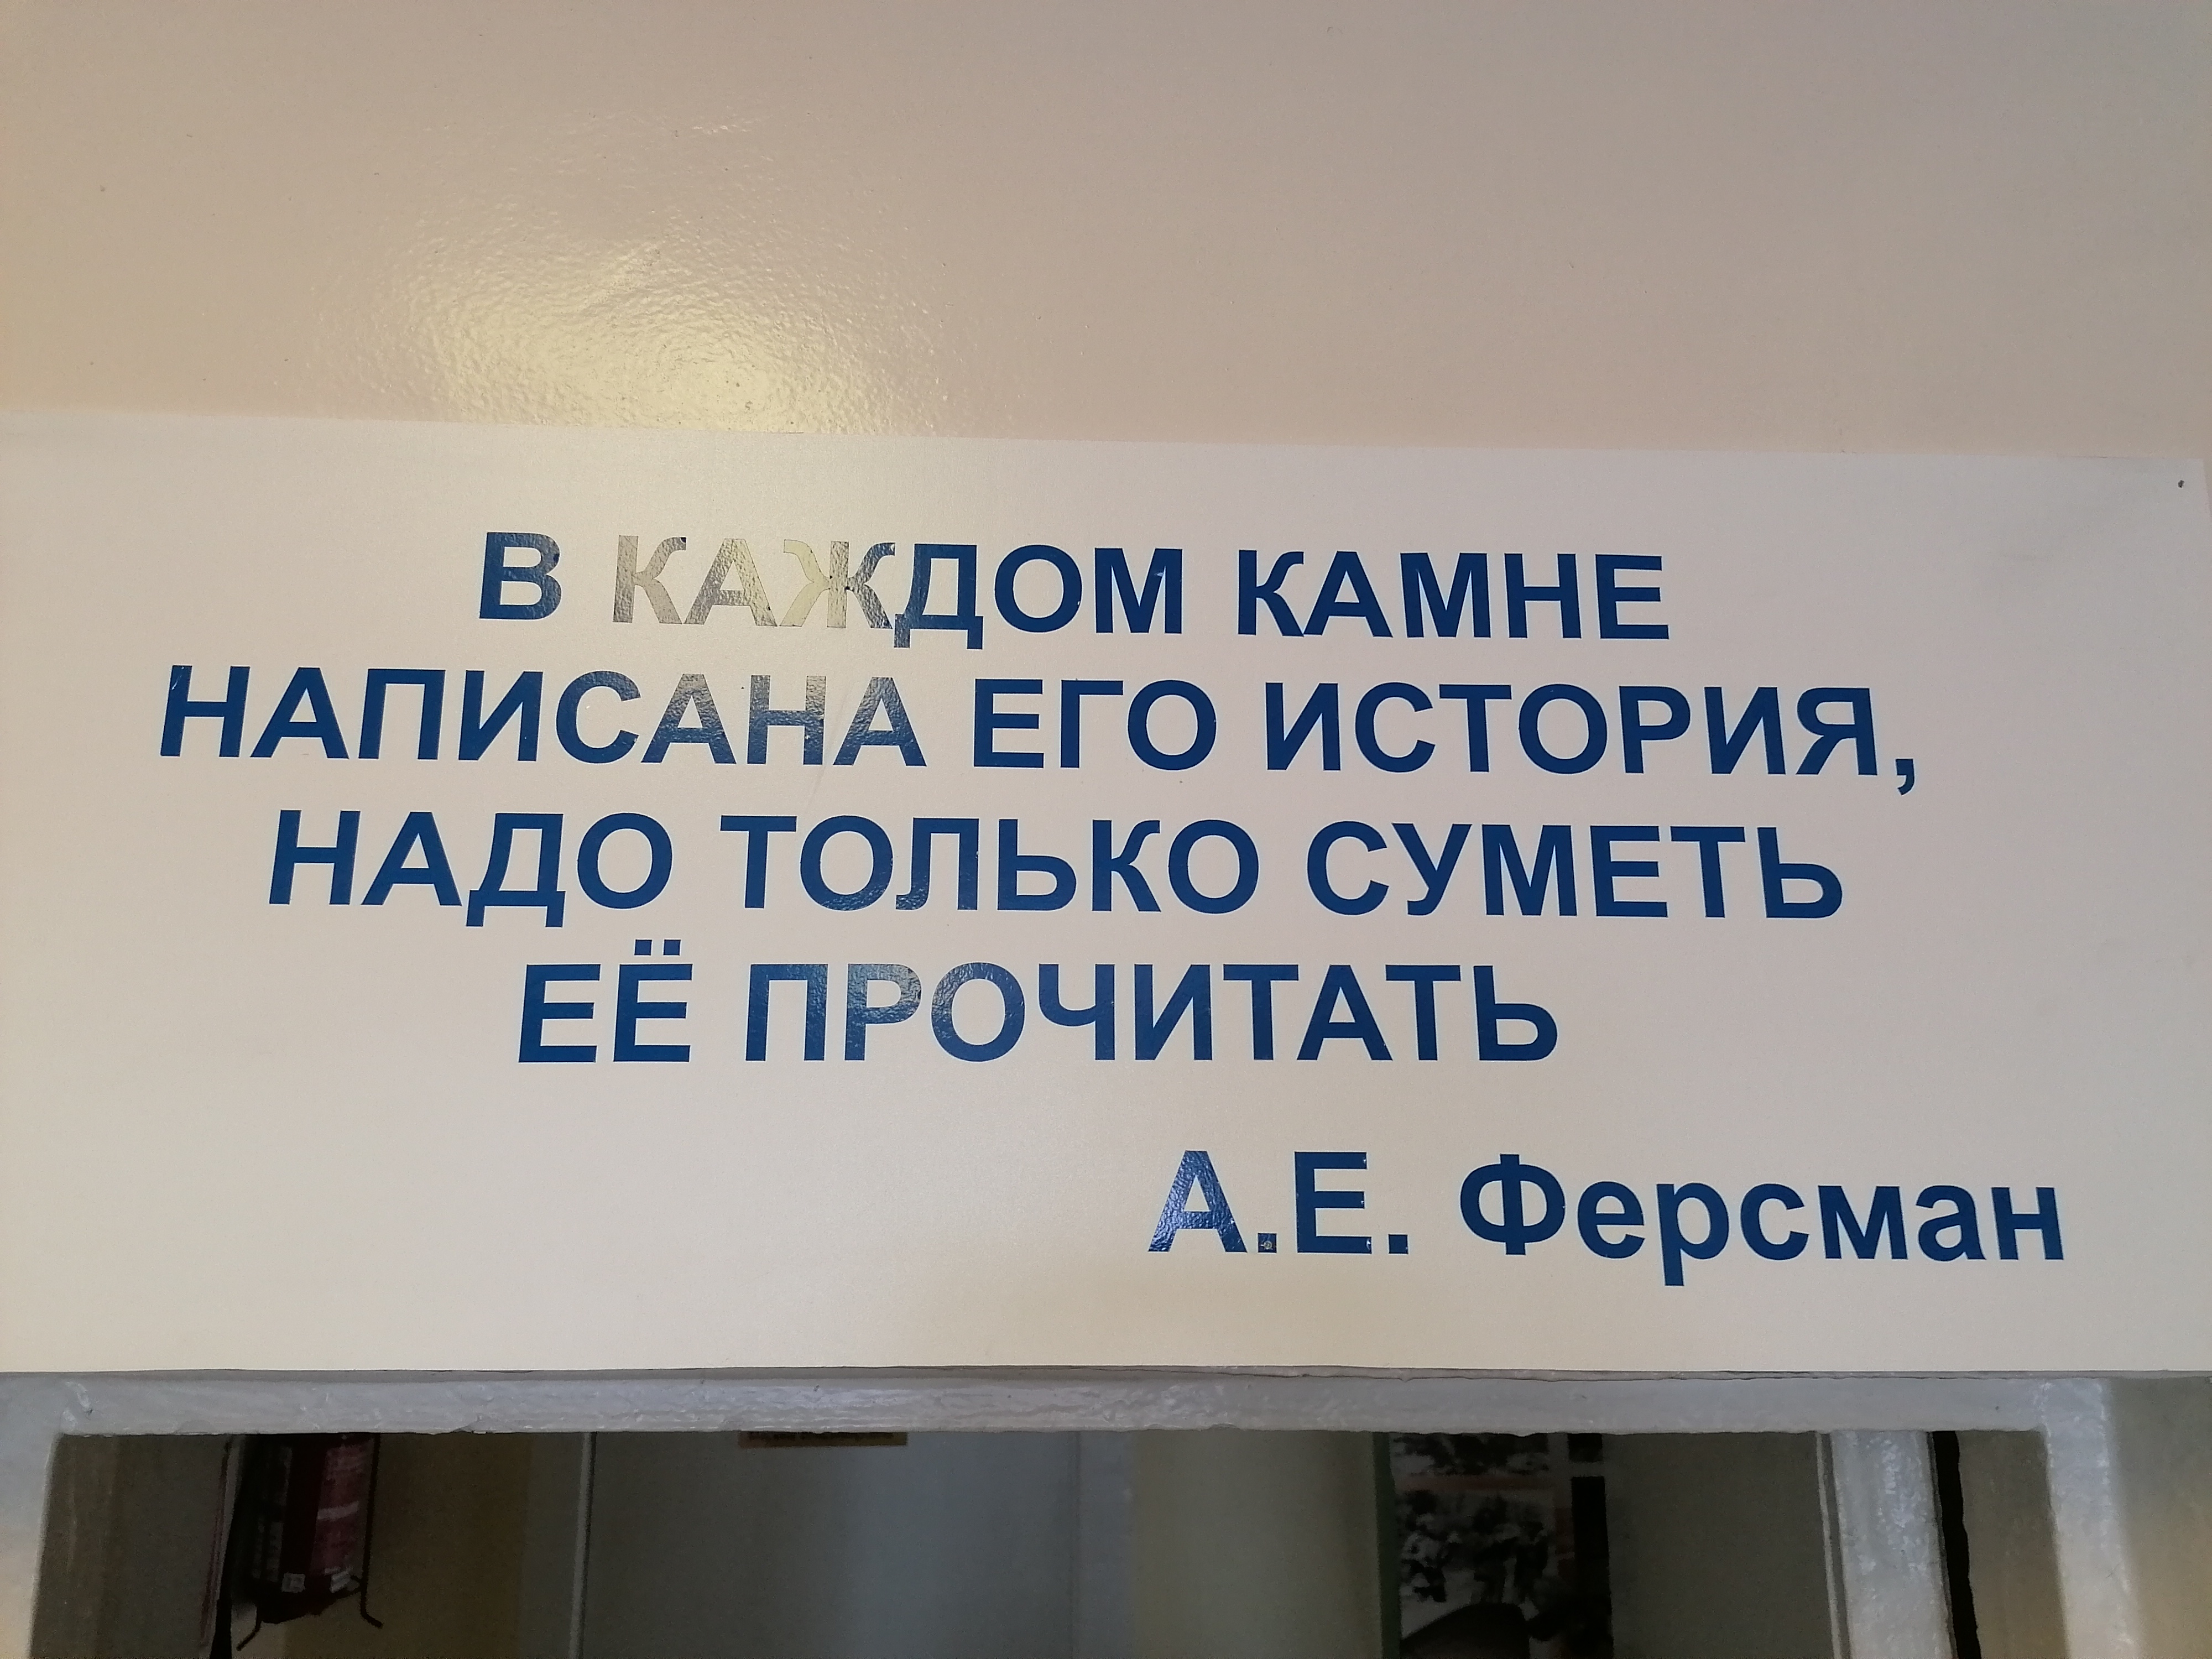 В КАЖДОМ КАМНЕ
НАПИСАНА ЕГО ИСТОРИЯ,
НАДО ТОЛЬКО СУМЕТЬ
ЕЁ ПРОЧИТАТЬ
А.Е. Ферсман